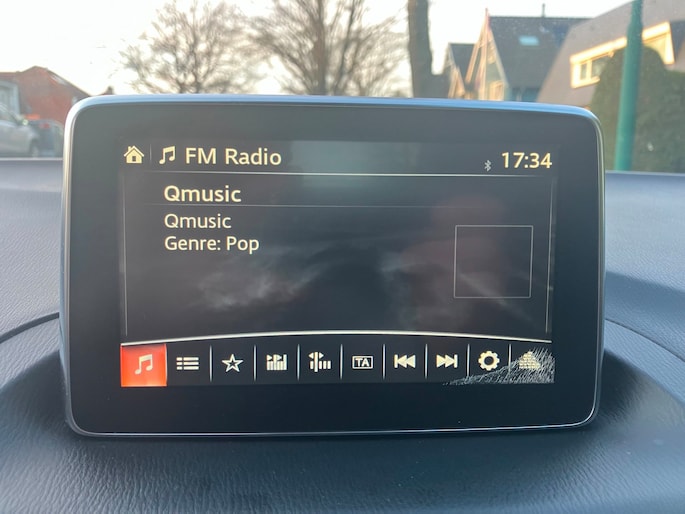 FM Radio
17:34
Qmusic
Qmusic
Genre: Pop
TA